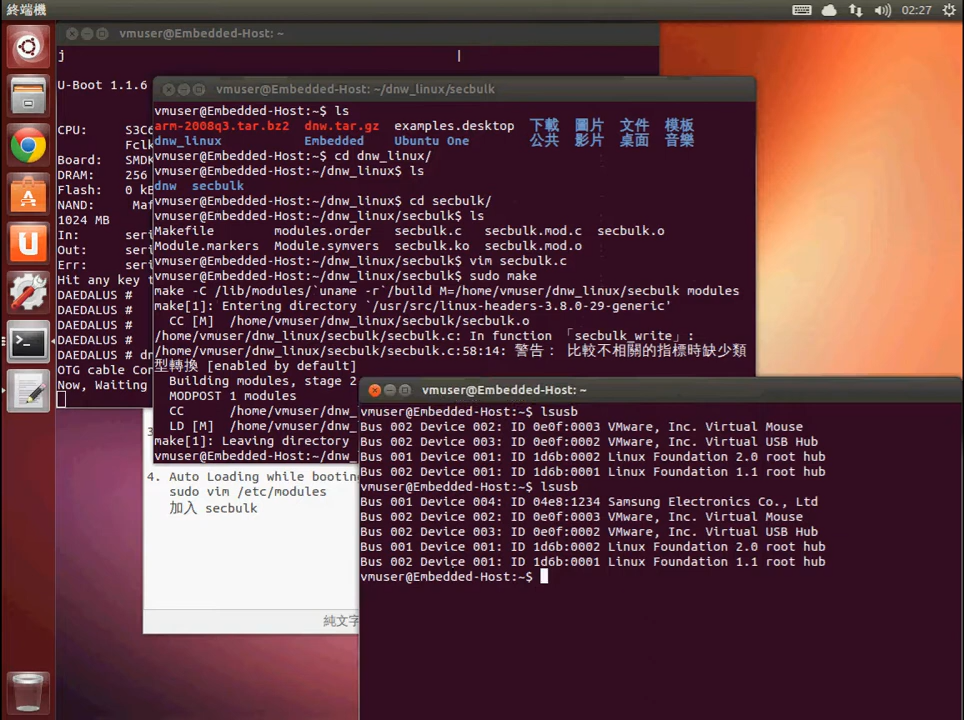 終端機
02:27
vmuser@Embedded-Host: ~
j
U-Boot 1.1.6
CPU: S3C6
Fclk
Board: SMDK
DRAM: 256
Flash: 0 kB
NAND: Maf
1024 MB
In: seri
Out: seri
Err: seri
Hit any key t
DAEDALUS #
DAEDALUS #
DAEDALUS #
DAEDALUS #
DAEDALUS # dn
OTG cable Con
Now, Waiting
vmuser@Embedded-Host: ~/dnw_linux/secbulk
vmuser@Embedded-Host:~$ ls
arm-2008q3.tar.bz2 dnw.tar.gz examples.desktop 下載 圖片 文件 模板
dnw_linux Embedded Ubuntu One 公共 影片 桌面 音樂
vmuser@Embedded-Host:~$ cd dnw_linux/
vmuser@Embedded-Host:~/dnw_linux$ ls
dnw secbulk
vmuser@Embedded-Host:~/dnw_linux$ cd secbulk/
vmuser@Embedded-Host:~/dnw_linux/secbulk$ ls
Makefile modules.order secbulk.c secbulk.mod.c secbulk.o
Module.markers Module.symvers secbulk.ko secbulk.mod.o
vmuser@Embedded-Host:~/dnw_linux/secbulk$ vim secbulk.c
vmuser@Embedded-Host:~/dnw_linux/secbulk$ sudo make
make -C /lib/modules/`uname -r`/build M=/home/vmuser/dnw_linux/secbulk modules
make[1]: Entering directory `/usr/src/linux-headers-3.8.0-29-generic'
CC [M] /home/vmuser/dnw_linux/secbulk/secbulk.o
/home/vmuser/dnw_linux/secbulk/secbulk.c: In function 「secbulk_write」:
/home/vmuser/dnw_linux/secbulk/secbulk.c:58:14: 警告： 比較不相關的指標時缺少類
型轉換 [enabled by default]
Building modules, stage 2
MODPOST 1 modules
CC /home/vmuser/dnw_
LD [M] /home/vmuser/dnw_
make[1]: Leaving directory
vmuser@Embedded-Host:~/dnw_
3
4. Auto Loading while booting
sudo vim /etc/modules
加入 secbulk
純文字
vmuser@Embedded-Host: ~
vmuser@Embedded-Host:~$ lsusb
Bus 002 Device 002: ID 0e0f:0003 VMware, Inc. Virtual Mouse
Bus 002 Device 003: ID 0e0f:0002 VMware, Inc. Virtual USB Hub
Bus 001 Device 001: ID 1d6b:0002 Linux Foundation 2.0 root hub
Bus 002 Device 001: ID 1d6b:0001 Linux Foundation 1.1 root hub
vmuser@Embedded-Host:~$ lsusb
Bus 001 Device 004: ID 04e8:1234 Samsung Electronics Co., Ltd
Bus 002 Device 002: ID 0e0f:0003 VMware, Inc. Virtual Mouse
Bus 002 Device 003: ID 0e0f:0002 VMware, Inc. Virtual USB Hub
Bus 001 Device 001: ID 1d6b:0002 Linux Foundation 2.0 root hub
Bus 002 Device 001: ID 1d6b:0001 Linux Foundation 1.1 root hub
vmuser@Embedded-Host:~$